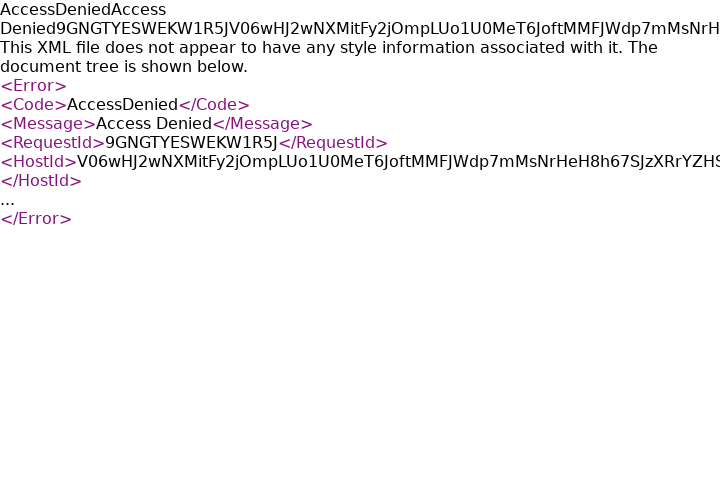 AccessDeniedAccess
Denied9GNGTYESWEKW1R5JV06wHJ2wNXMitFy2jOmpLUo1U0MeT6JoftMMFJWdp7mMsNrH
This XML file does not appear to have any style information associated with it. The
document tree is shown below.
<Error>
<Code>AccessDenied</Code>
<Message>Access Denied</Message>
<RequestId>9GNGTYESWEKW1R5J</RequestId>
<HostId>V06wHJ2wNXMitFy2jOmpLUo1U0MeT6JoftMMFJWdp7mMsNrHeH8h67SJzXRrYZHS
</HostId>
...
</Error>